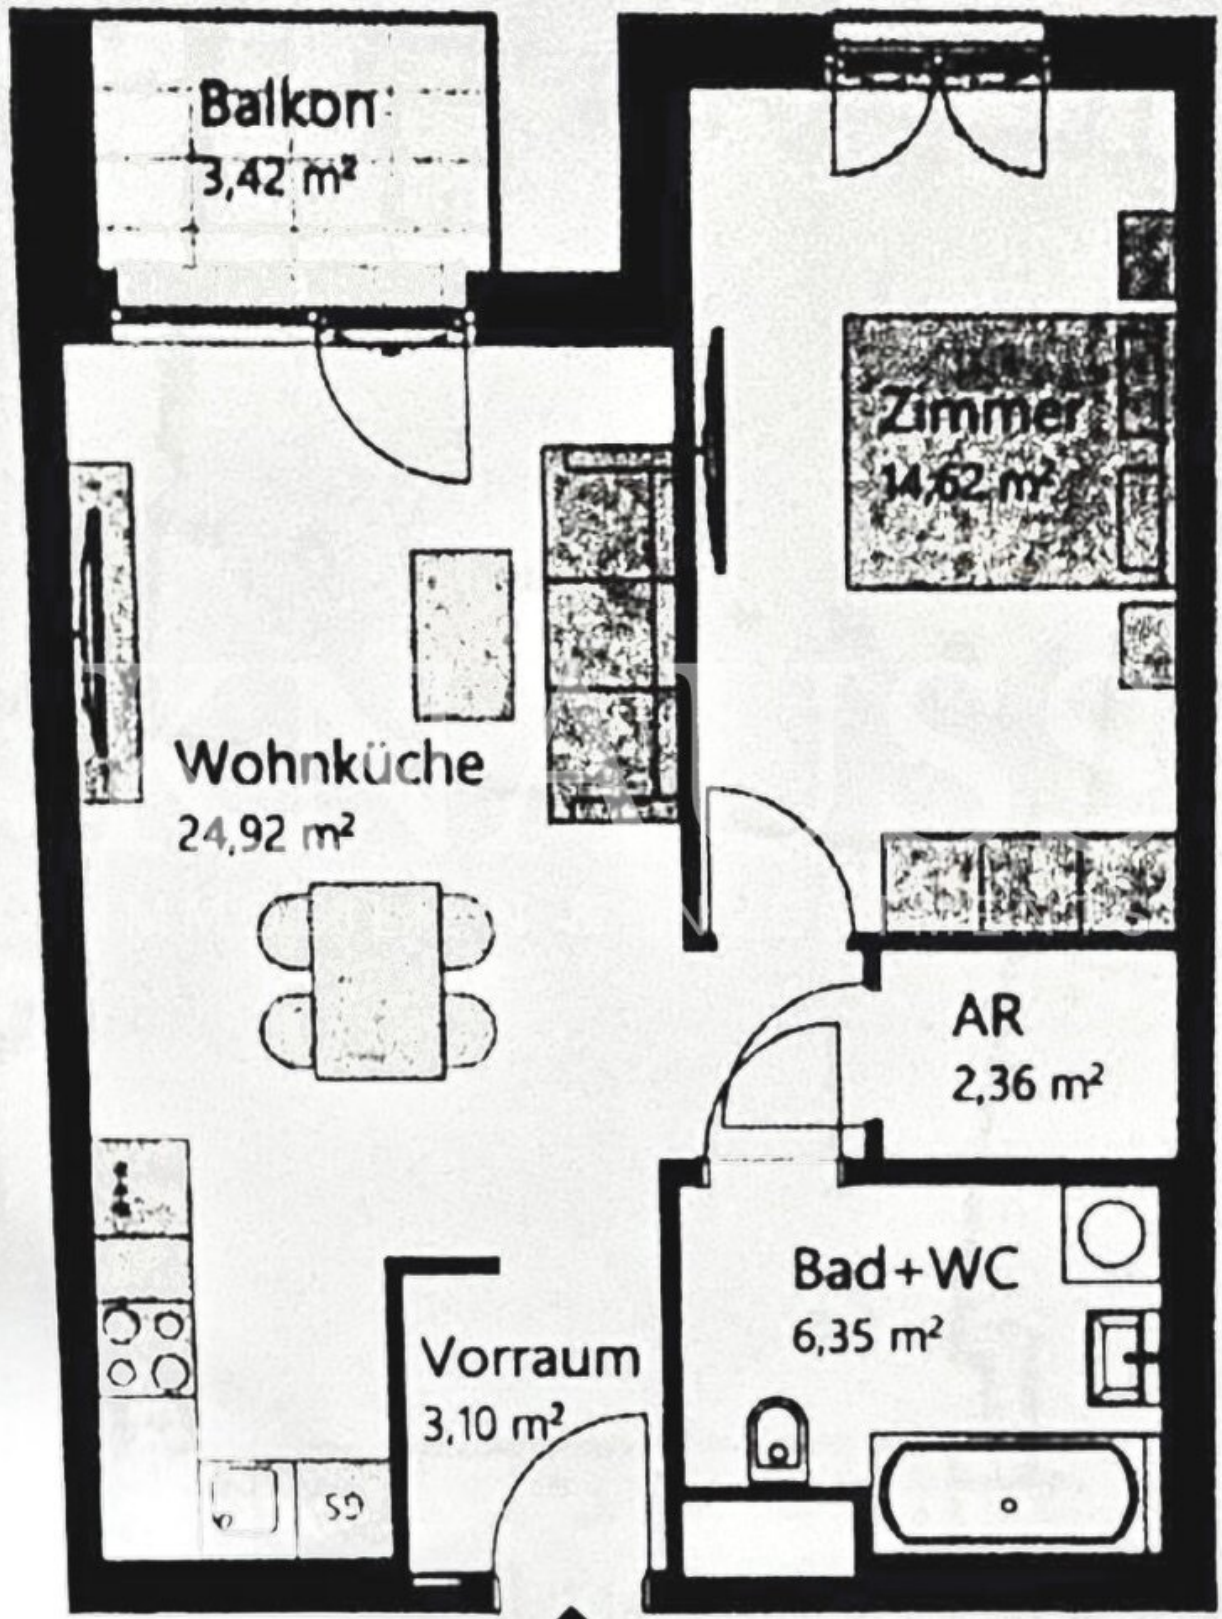 Balkon
3,42 m²
Zimmer
14,62 m²
Wohnküche
24,92 m²
AR
2,36 m²
Bad+WC
6,35 m²
Vorraum
3,10 m²